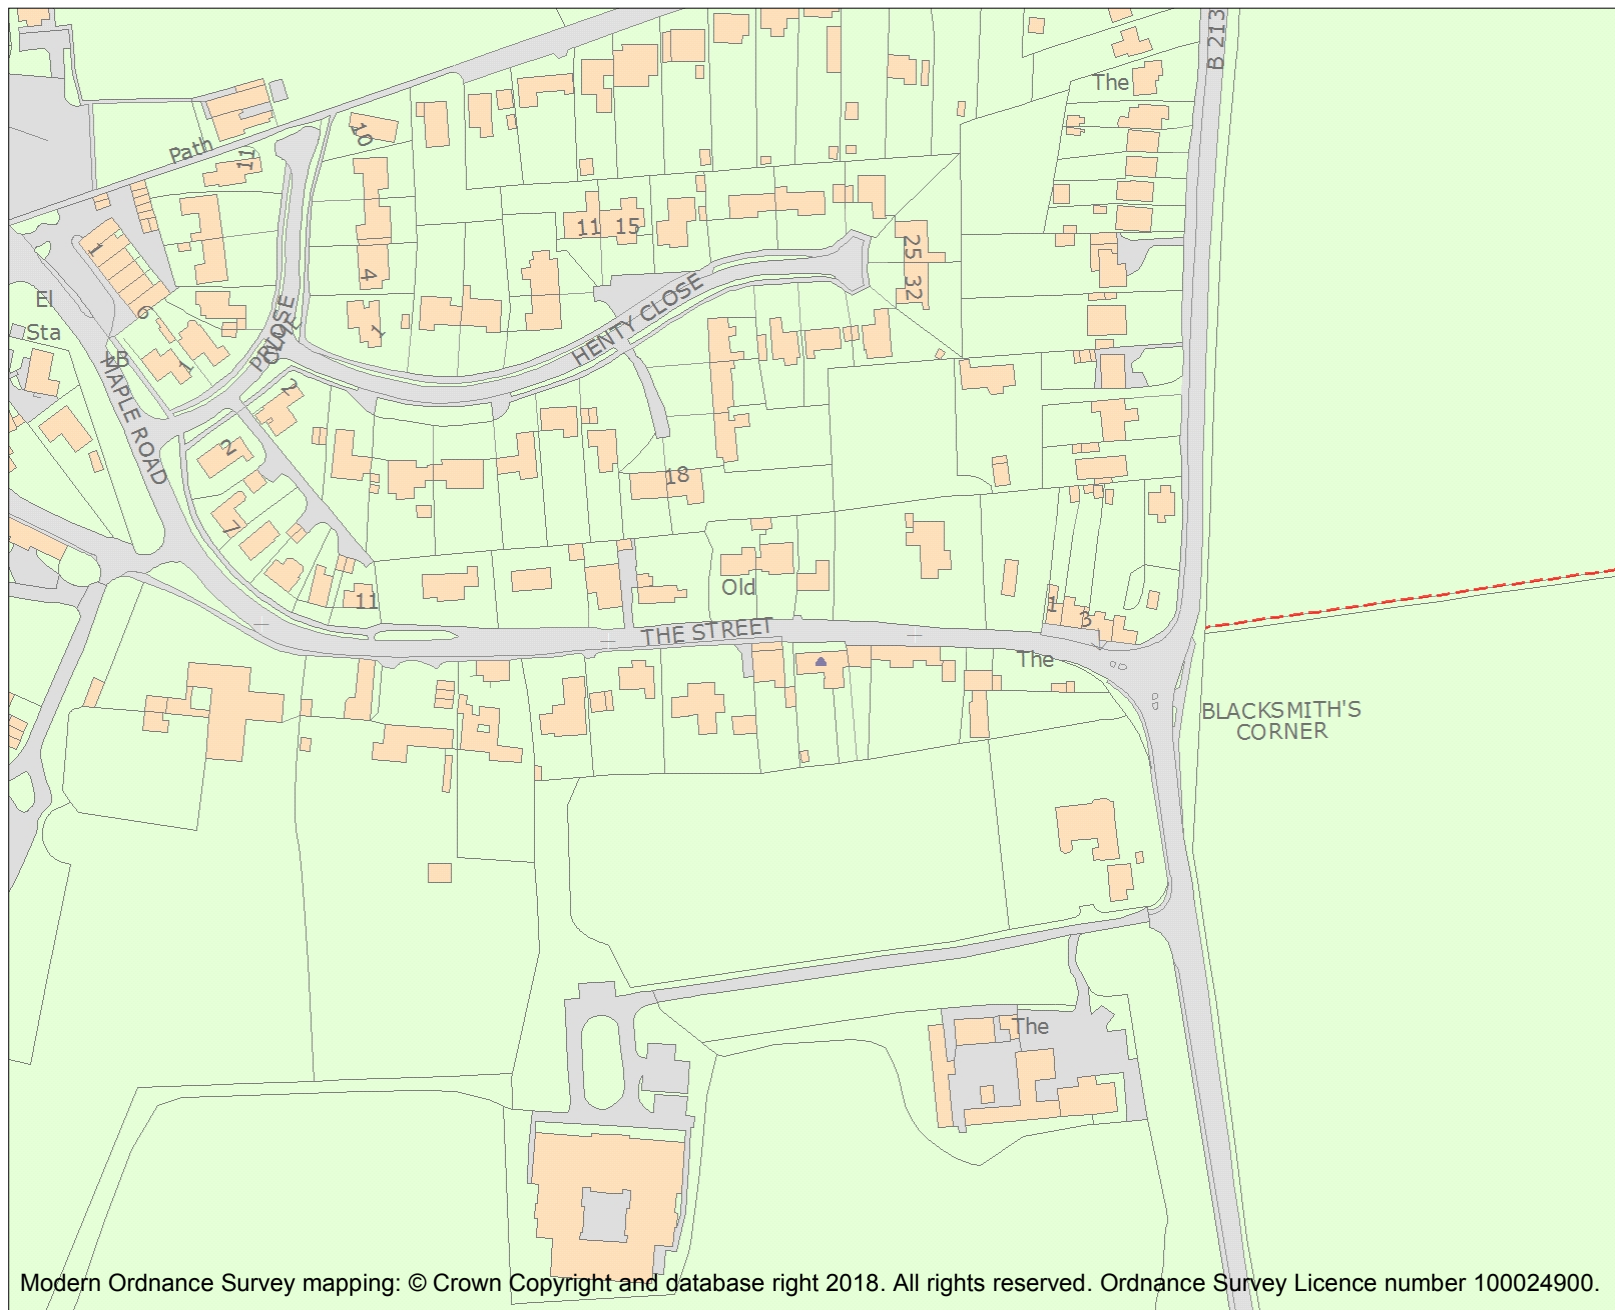 B 213
The
10
Path
11
11
15
1
25
32
4
El
6
HENTY CLOSE
Sta
1
LB
1
MAPLE ROAD
2
2
18
7
Old
11
1
3
THE STREET
The
BLACKSMITH'S
CORNER
The
Modern Ordnance Survey mapping: © Crown Copyright and database right 2018. All rights reserved. Ordnance Survey Licence number 100024900.